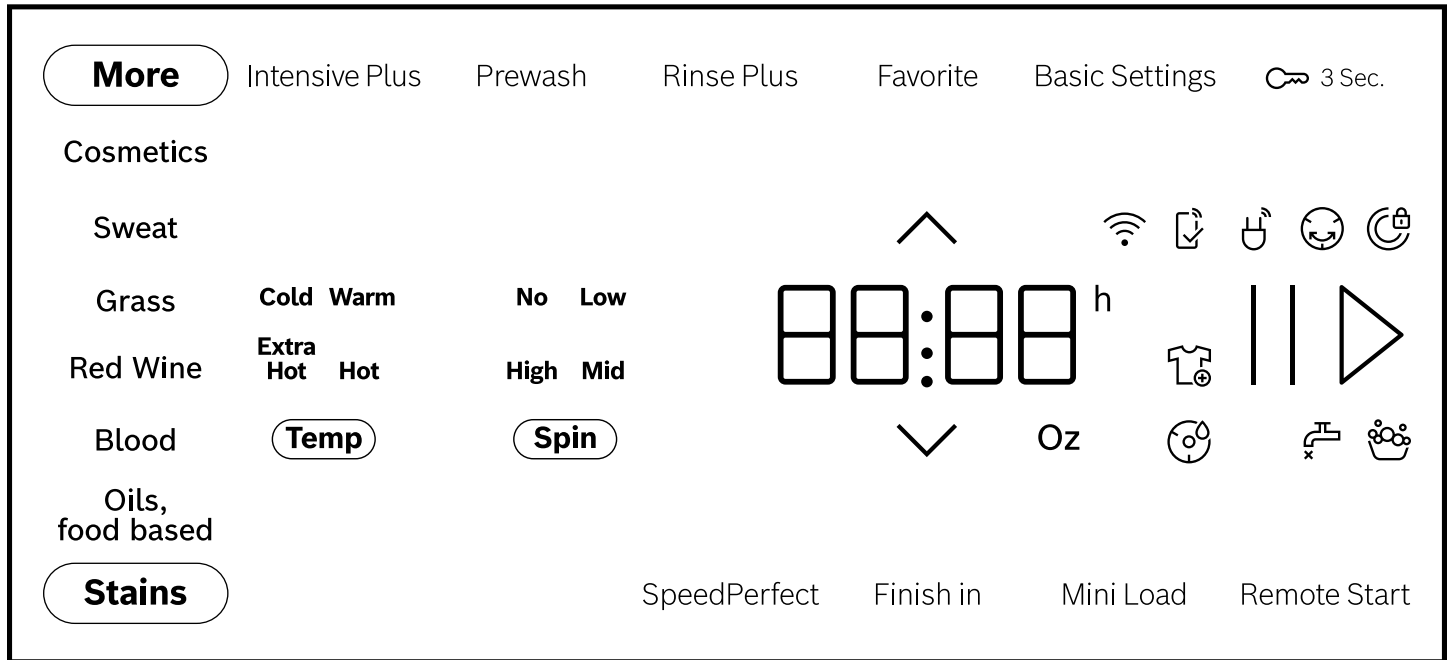 More Intensive Plus Prewash Rinse Plus Favorite Basic Settings 3 Sec.
Cosmetics
Sweat
Grass Cold Warm No Low 88:88 h
Extra
Red Wine Hot Hot High Mid
Blood Temp Spin Oz
Oils,
food based
Stains SpeedPerfect Finish in Mini Load Remote Start